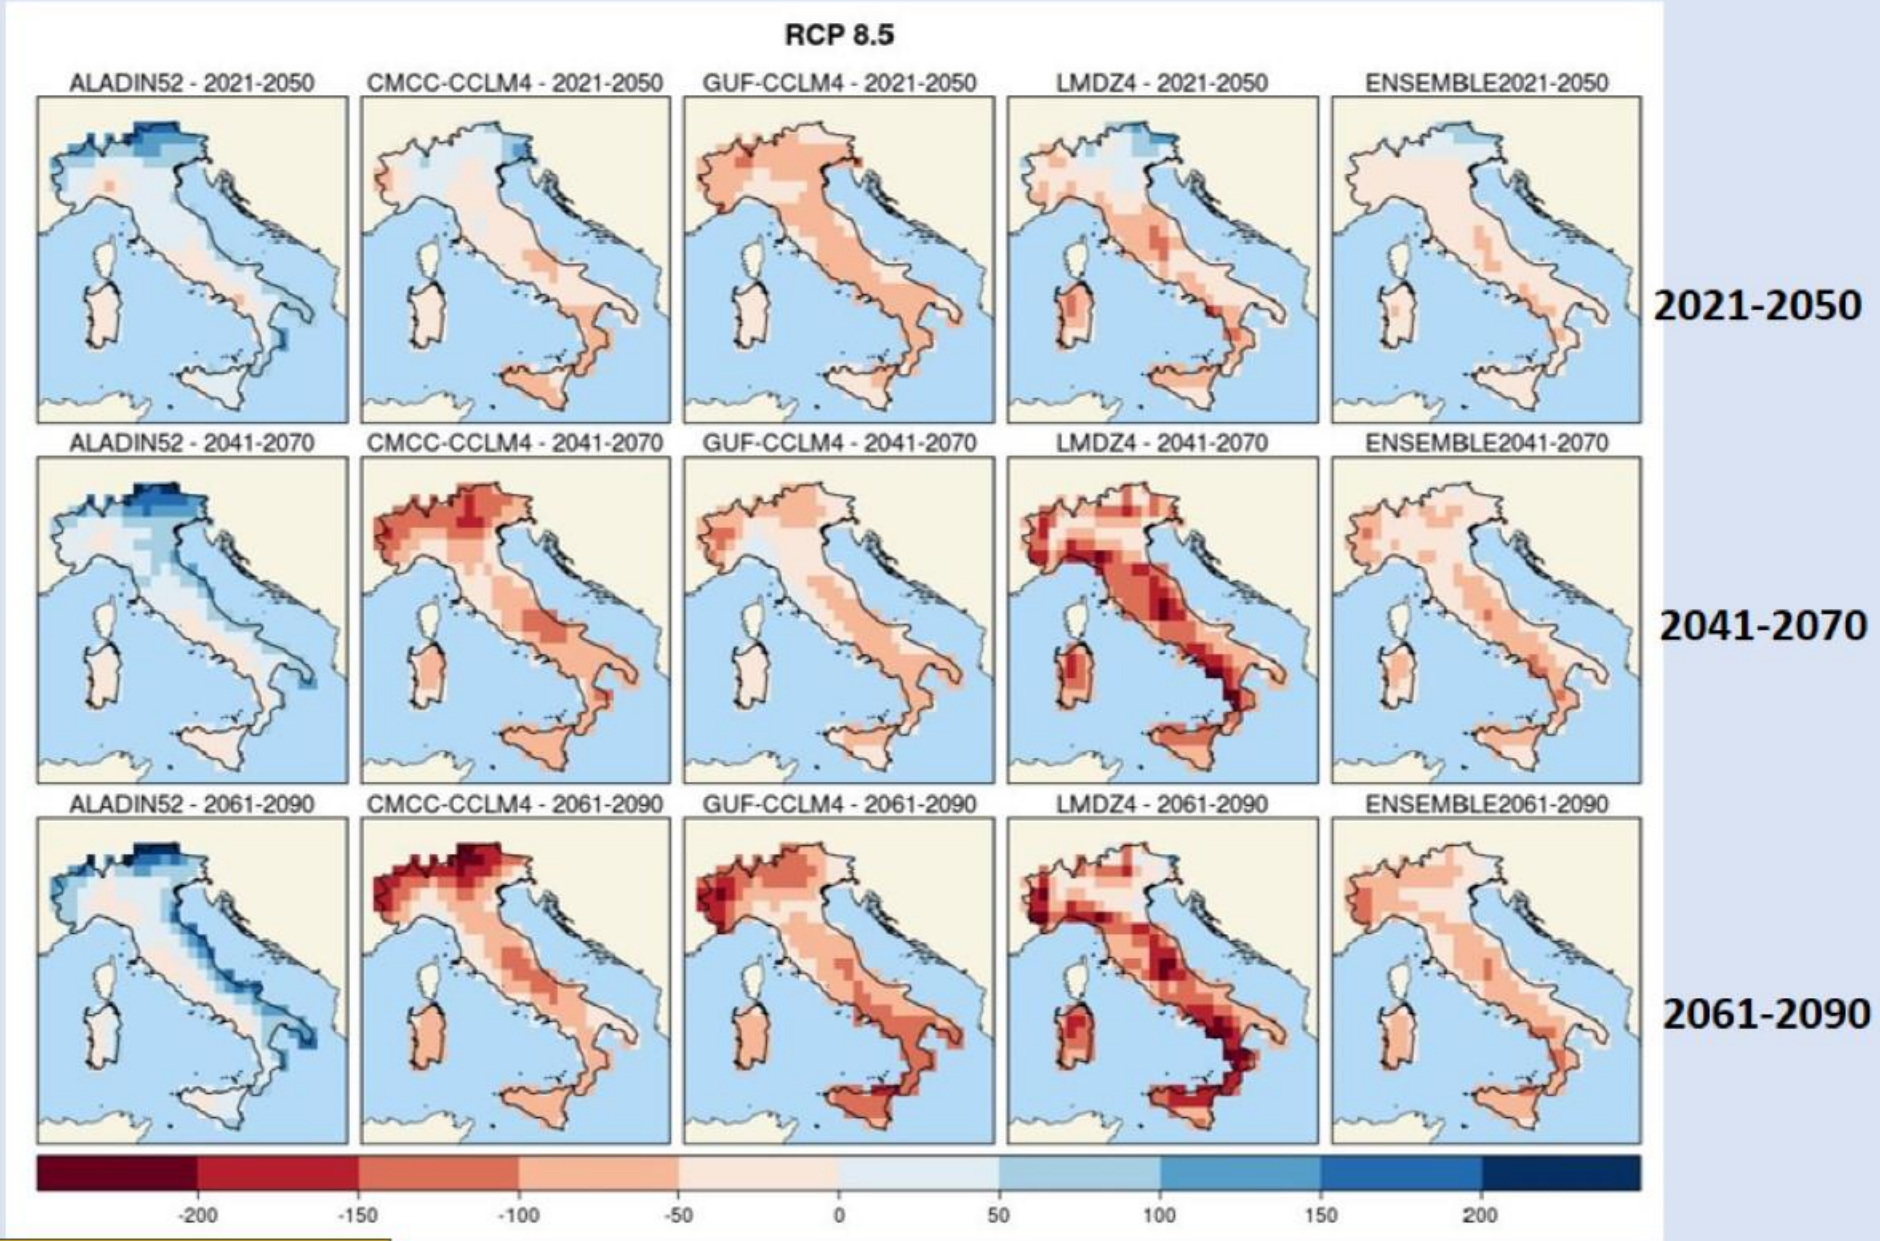 RCP 8.5
ALADIN52 - 2021-2050 CMCC-CCLM4 - 2021-2050 GUF-CCLM4 - 2021-2050 LMDZ4 - 2021-2050 ENSEMBLE2021-2050
2021-2050
ALADIN52 - 2041-2070 CMCC-CCLM4 - 2041-2070 GUF-CCLM4 - 2041-2070 LMDZ4 - 2041-2070 ENSEMBLE2041-2070
2041-2070
ALADIN52 - 2061-2090 CMCC-CCLM4 - 2061-2090 GUF-CCLM4 - 2061-2090 LMDZ4 - 2061-2090 ENSEMBLE2061-2090
2061-2090
-200 -150 -100 -50 0 50 100 150 200